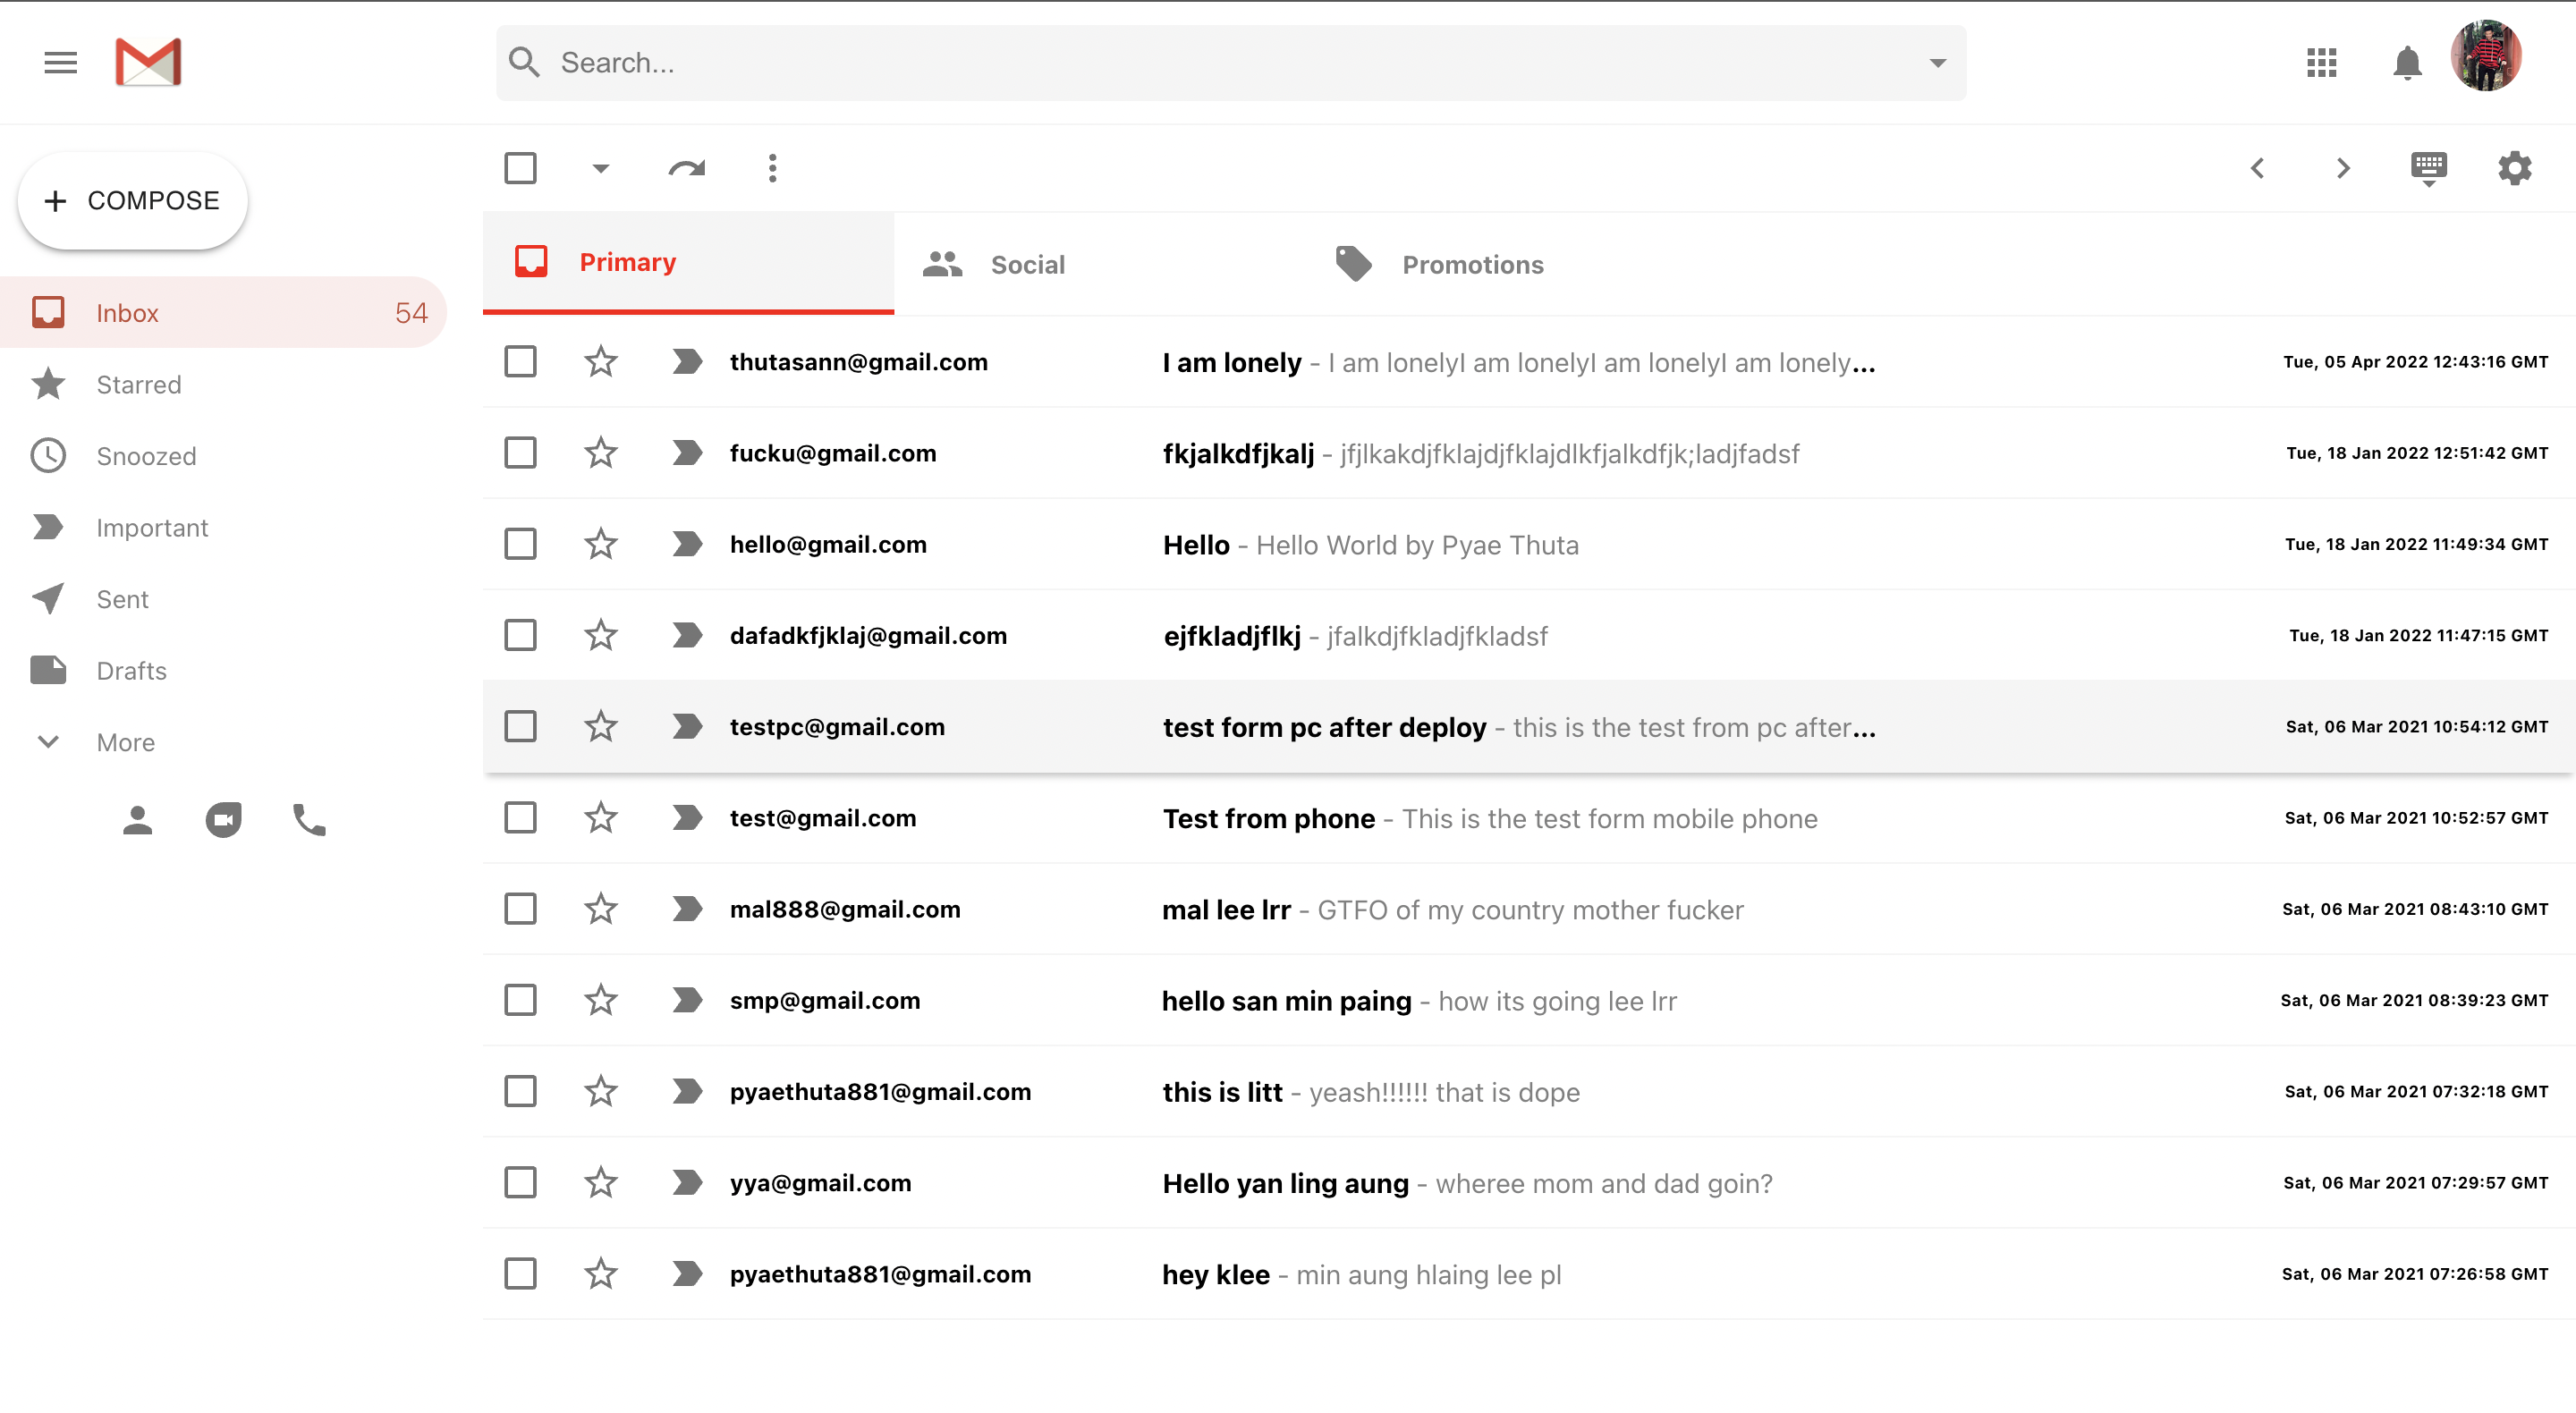 Search...
COMPOSE
Inbox 54
Starred
Snoozed
Important
Sent
Drafts
More
Primary Social Promotions
thutasann@gmail.com I am lonely - I am lonelyI am lonelyI am lonelyI am lonely... Tue, 05 Apr 2022 12:43:16 GMT
fucku@gmail.com fkjalkdfjkalj - jfjlkakdjfklajdjfklajdlkfjalkdfjk;ladjfadsf Tue, 18 Jan 2022 12:51:42 GMT
hello@gmail.com Hello - Hello World by Pyae Thuta Tue, 18 Jan 2022 11:49:34 GMT
dafadkfjklaj@gmail.com ejfkladjflkj - jfalkdjfkladjfkladsf Tue, 18 Jan 2022 11:47:15 GMT
testpc@gmail.com test form pc after deploy - this is the test from pc after... Sat, 06 Mar 2021 10:54:12 GMT
test@gmail.com Test from phone - This is the test form mobile phone Sat, 06 Mar 2021 10:52:57 GMT
mal888@gmail.com mal lee lrr - GTFO of my country mother fucker Sat, 06 Mar 2021 08:43:10 GMT
smp@gmail.com hello san min paing - how its going lee lrr Sat, 06 Mar 2021 08:39:23 GMT
pyaethuta881@gmail.com this is litt - yeash!!!!!! that is dope Sat, 06 Mar 2021 07:32:18 GMT
yya@gmail.com Hello yan ling aung - wheree mom and dad goin? Sat, 06 Mar 2021 07:29:57 GMT
pyaethuta881@gmail.com hey klee - min aung hlaing lee pl Sat, 06 Mar 2021 07:26:58 GMT